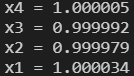 x4 = 1.000005
x3 = 0.999992
x2 = 0.999979
x1 = 1.000034